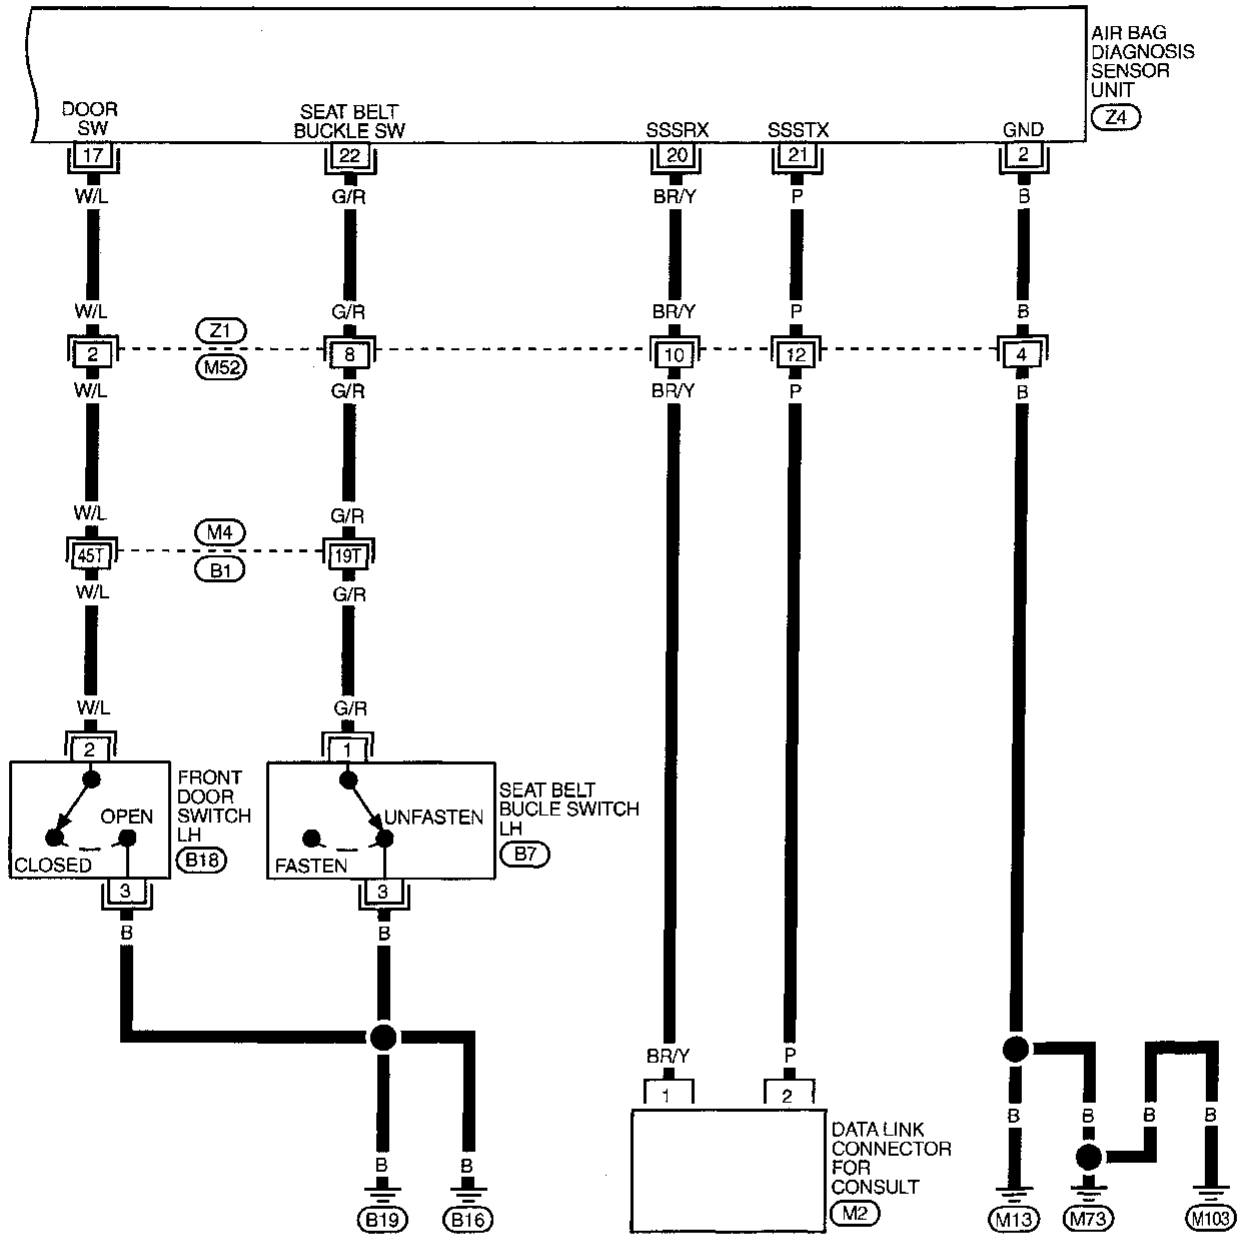 AIR BAG
DIAGNOSIS
SENSOR
UNIT
Z4
DOOR
SW
SEAT BELT
BUCKLE SW
SSSRX
SSSTX
GND
17
22
20
21
2
W/L
G/R
BR/Y
P
B
W/L
G/R
BR/Y
P
B
Z1
2
8
10
12
4
M52
W/L
G/R
BR/Y
P
B
W/L
G/R
M4
45T
19T
B1
W/L
G/R
W/L
G/R
2
1
FRONT
DOOR
SWITCH
LH
B18
OPEN
CLOSED
SEAT BELT
BUCLE SWITCH
LH
B7
UNFASTEN
FASTEN
3
3
B
B
BR/Y
P
1
2
DATA LINK
CONNECTOR
FOR
CONSULT
M2
B
B
B
B
B
B
B19
B16
M13
M73
M103